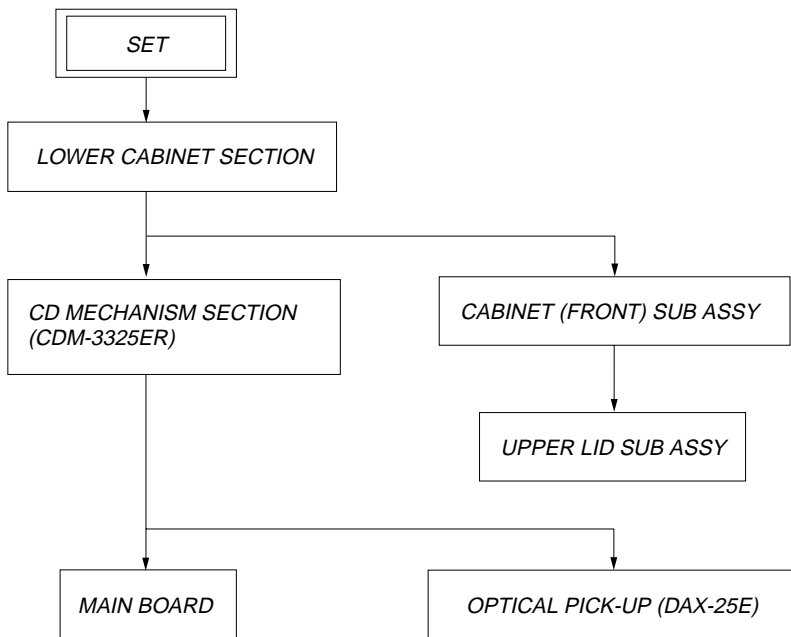 SET
LOWER CABINET SECTION
CD MECHANISM SECTION
(CDM-3325ER)
CABINET (FRONT) SUB ASSY
UPPER LID SUB ASSY
MAIN BOARD
OPTICAL PICK-UP (DAX-25E)